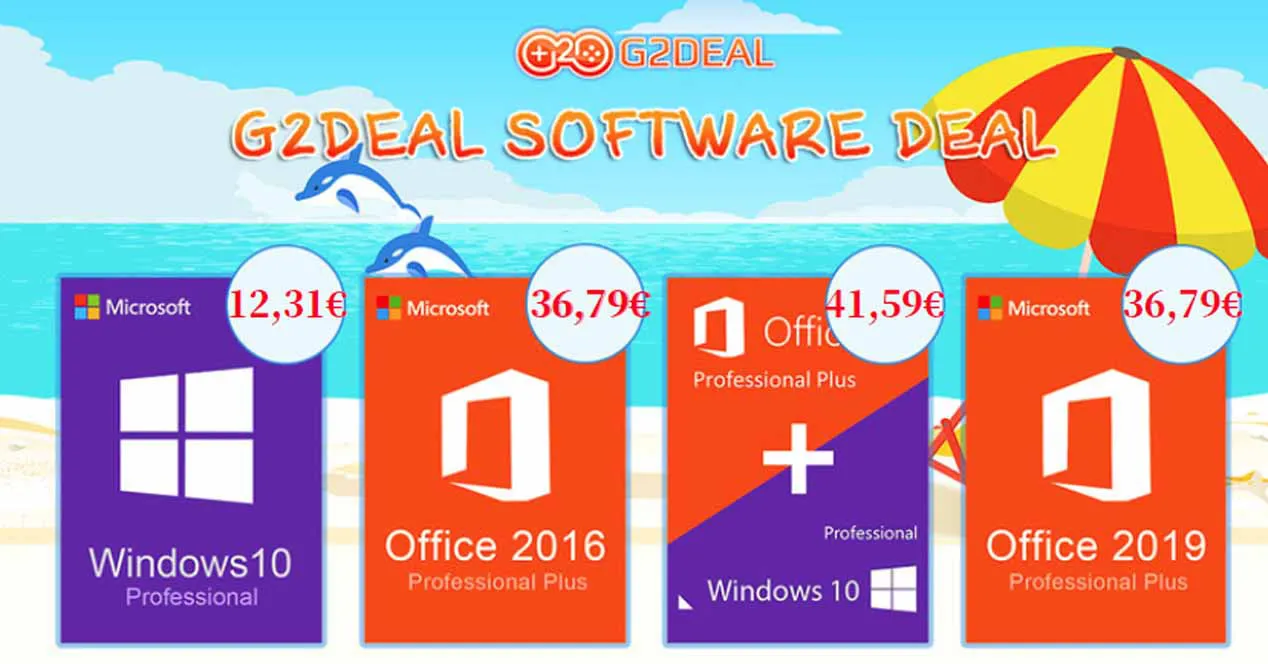 G2D G2DEAL
G2DEAL SOFTWARE DEAL
Microsoft
12,31€
Windows10
Professional
Microsoft
36,79€
Office 2016
Professional Plus
41,59€
Professional Plus
+
Professional
Windows 10
Microsoft
36,79€
Office 2019
Professional Plus